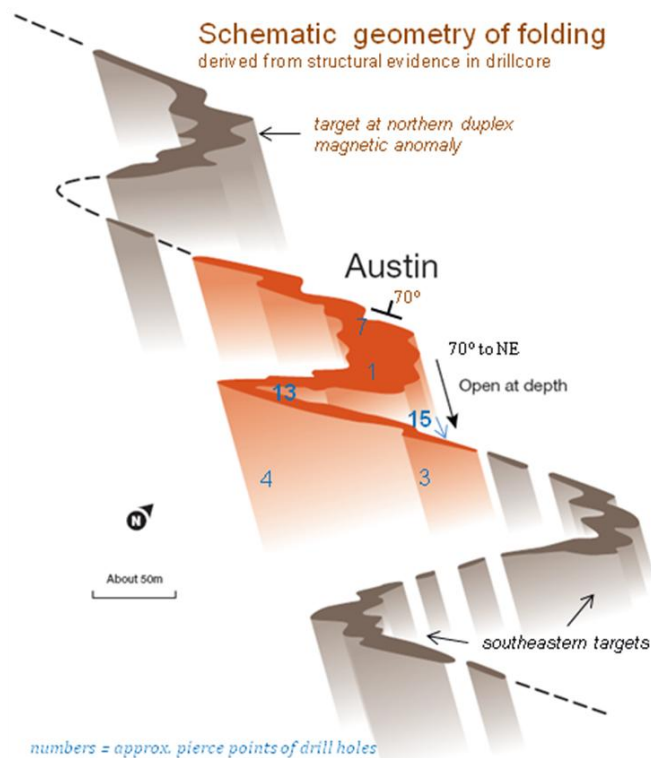 Schematic geometry of folding
derived from structural evidence in drillcore
target at northern duplex
magnetic anomaly
Austin
70º
7
70º to NE
1
Open at depth
13
15
4
3
N
About 50m
southeastern targets
numbers = approx. pierce points of drill holes